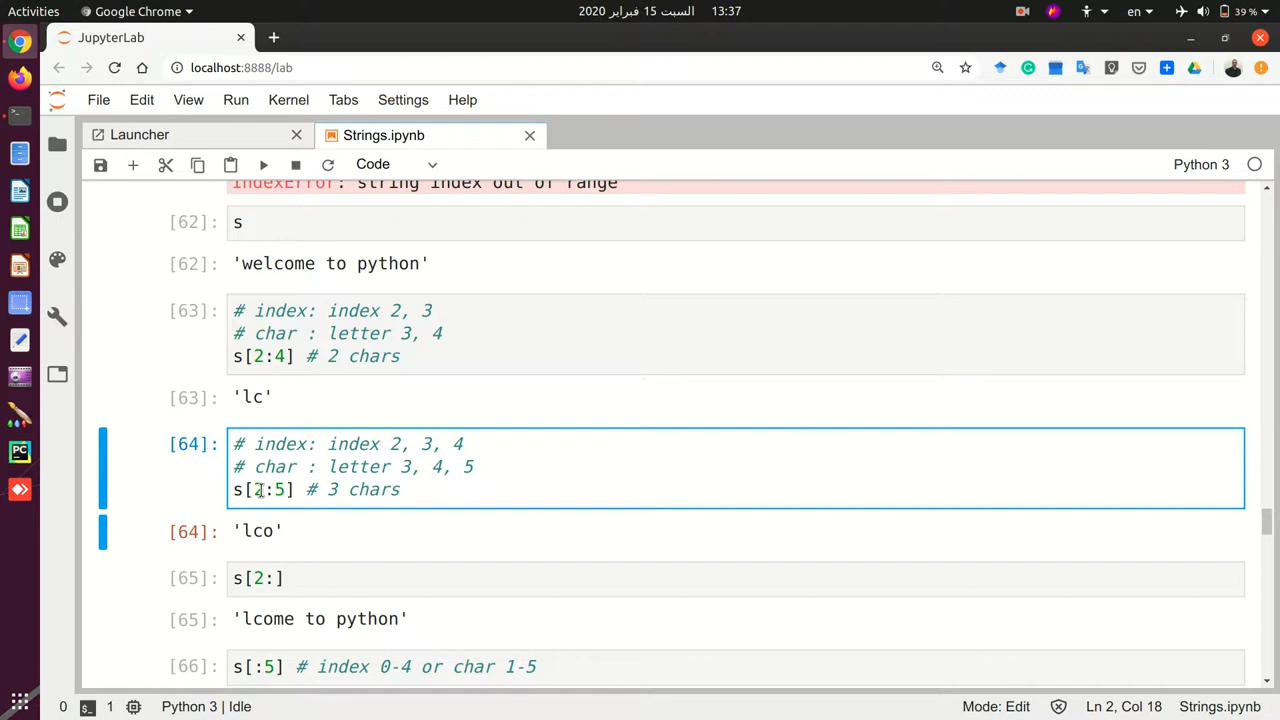 Activities Google Chrome السبت 15 فبراير 2020 13:37 en 39 %
JupyterLab
localhost:8888/lab
File Edit View Run Kernel Tabs Settings Help
Launcher Strings.ipynb
Code Python 3
IndexError: string index out of range
[62]: s
[62]: 'welcome to python'
[63]: # index: index 2, 3
# char : letter 3, 4
s[2:4] # 2 chars
[63]: 'lc'
[64]: # index: index 2, 3, 4
# char : letter 3, 4, 5
s[2:5] # 3 chars
[64]: 'lco'
[65]: s[2:]
[65]: 'lcome to python'
[66]: s[:5] # index 0-4 or char 1-5
0 1 Python 3 | Idle Mode: Edit Ln 2, Col 18 Strings.ipynb